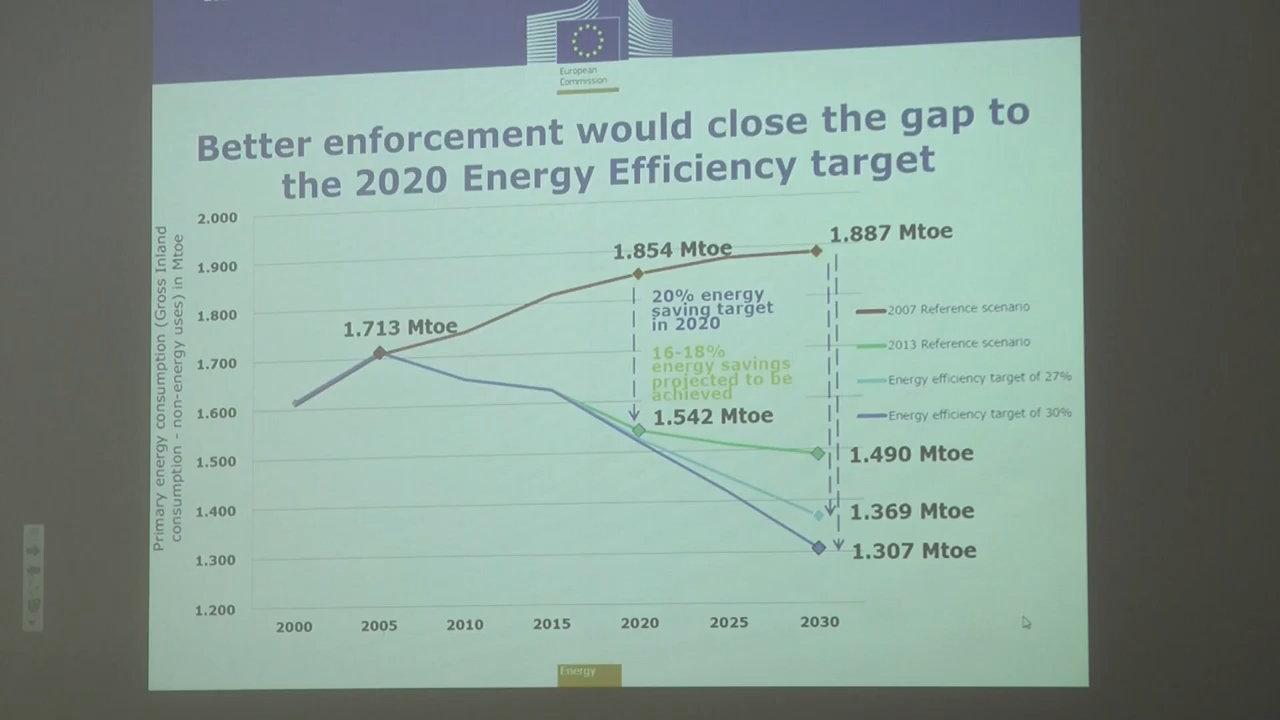 European
Commission
Better enforcement would close the gap to
the 2020 Energy Efficiency target
Primary energy consumption (Gross Inland
consumption - non-energy uses) in Mtoe
2.000
1.900
1.800
1.700
1.600
1.500
1.400
1.300
1.200
2000
2005
2010
2015
2020
2025
2030
1.713 Mtoe
1.854 Mtoe
1.887 Mtoe
20% energy
saving target
in 2020
16-18%
energy savings
projected to be
achieved
1.542 Mtoe
1.490 Mtoe
1.369 Mtoe
1.307 Mtoe
2007 Reference scenario
2013 Reference scenario
Energy efficiency target of 27%
Energy efficiency target of 30%
Energy